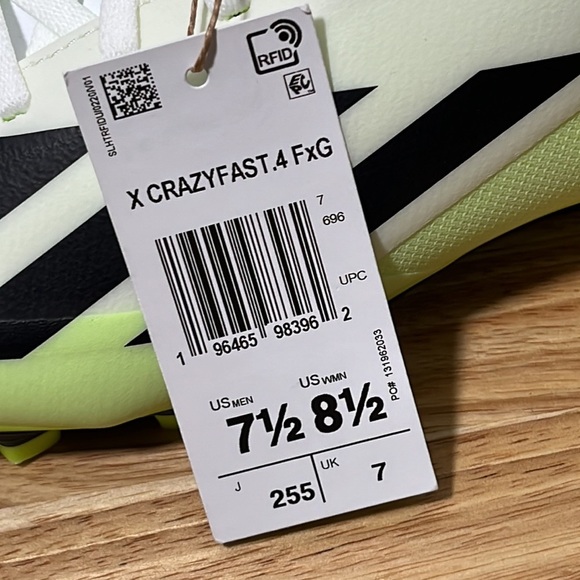 RFID
SLHTRFIDU0220IV01
X CRAZYFAST.4 FxG
7
696
UPC
1 96465 98396 2
US MEN
7½
US WMN
8½
PO# 131962033
J
255
UK
7